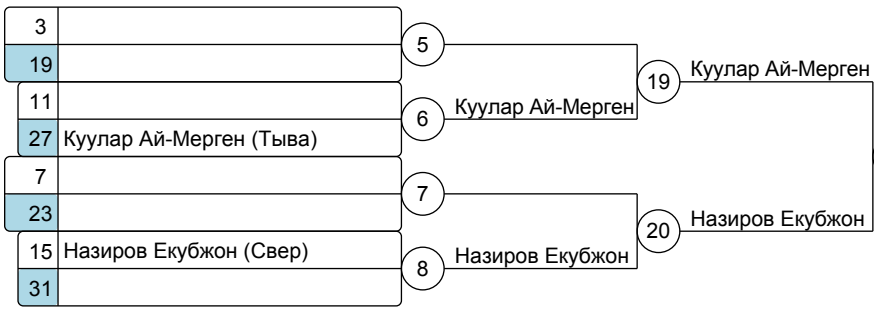 3
5
19
19 Куулар Ай-Мерген
11
6 Куулар Ай-Мерген
27 Куулар Ай-Мерген (Тыва)
7
7
23
20 Назиров Екубжон
15 Назиров Екубжон (Свер)
8 Назиров Екубжон
31